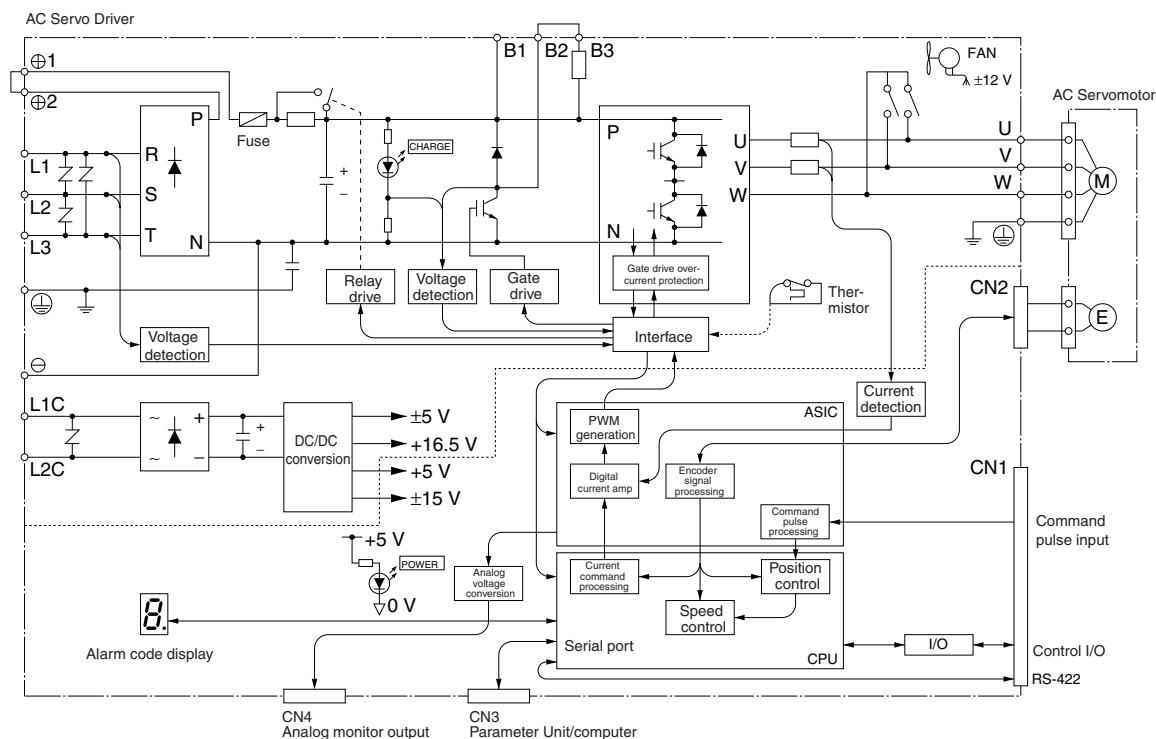 AC Servo Driver
B1 B2 B3
FAN
±12 V
AC Servomotor
⊕1
⊕2
Fuse
CHARGE
P
R
S
T
N
L1
L2
L3
+
−
P
N
U
V
W
U
V
W
M
Relay
drive
Voltage
detection
Gate
drive
Gate drive over-
current protection
Ther-
mistor
CN2
E
Voltage
detection
Interface
⊖
L1C
L2C
~
~
+
−
+
−
DC/DC
conversion
±5 V
+16.5 V
+5 V
±15 V
ASIC
PWM
generation
Current
detection
Digital
current amp
Encoder
signal
processing
Command
pulse
processing
CN1
Command
pulse input
+5 V
POWER
0 V
Analog
voltage
conversion
Current
command
processing
Position
control
Speed
control
Serial port
CPU
I/O
Control I/O
RS-422
8.
Alarm code display
CN4
Analog monitor output
CN3
Parameter Unit/computer